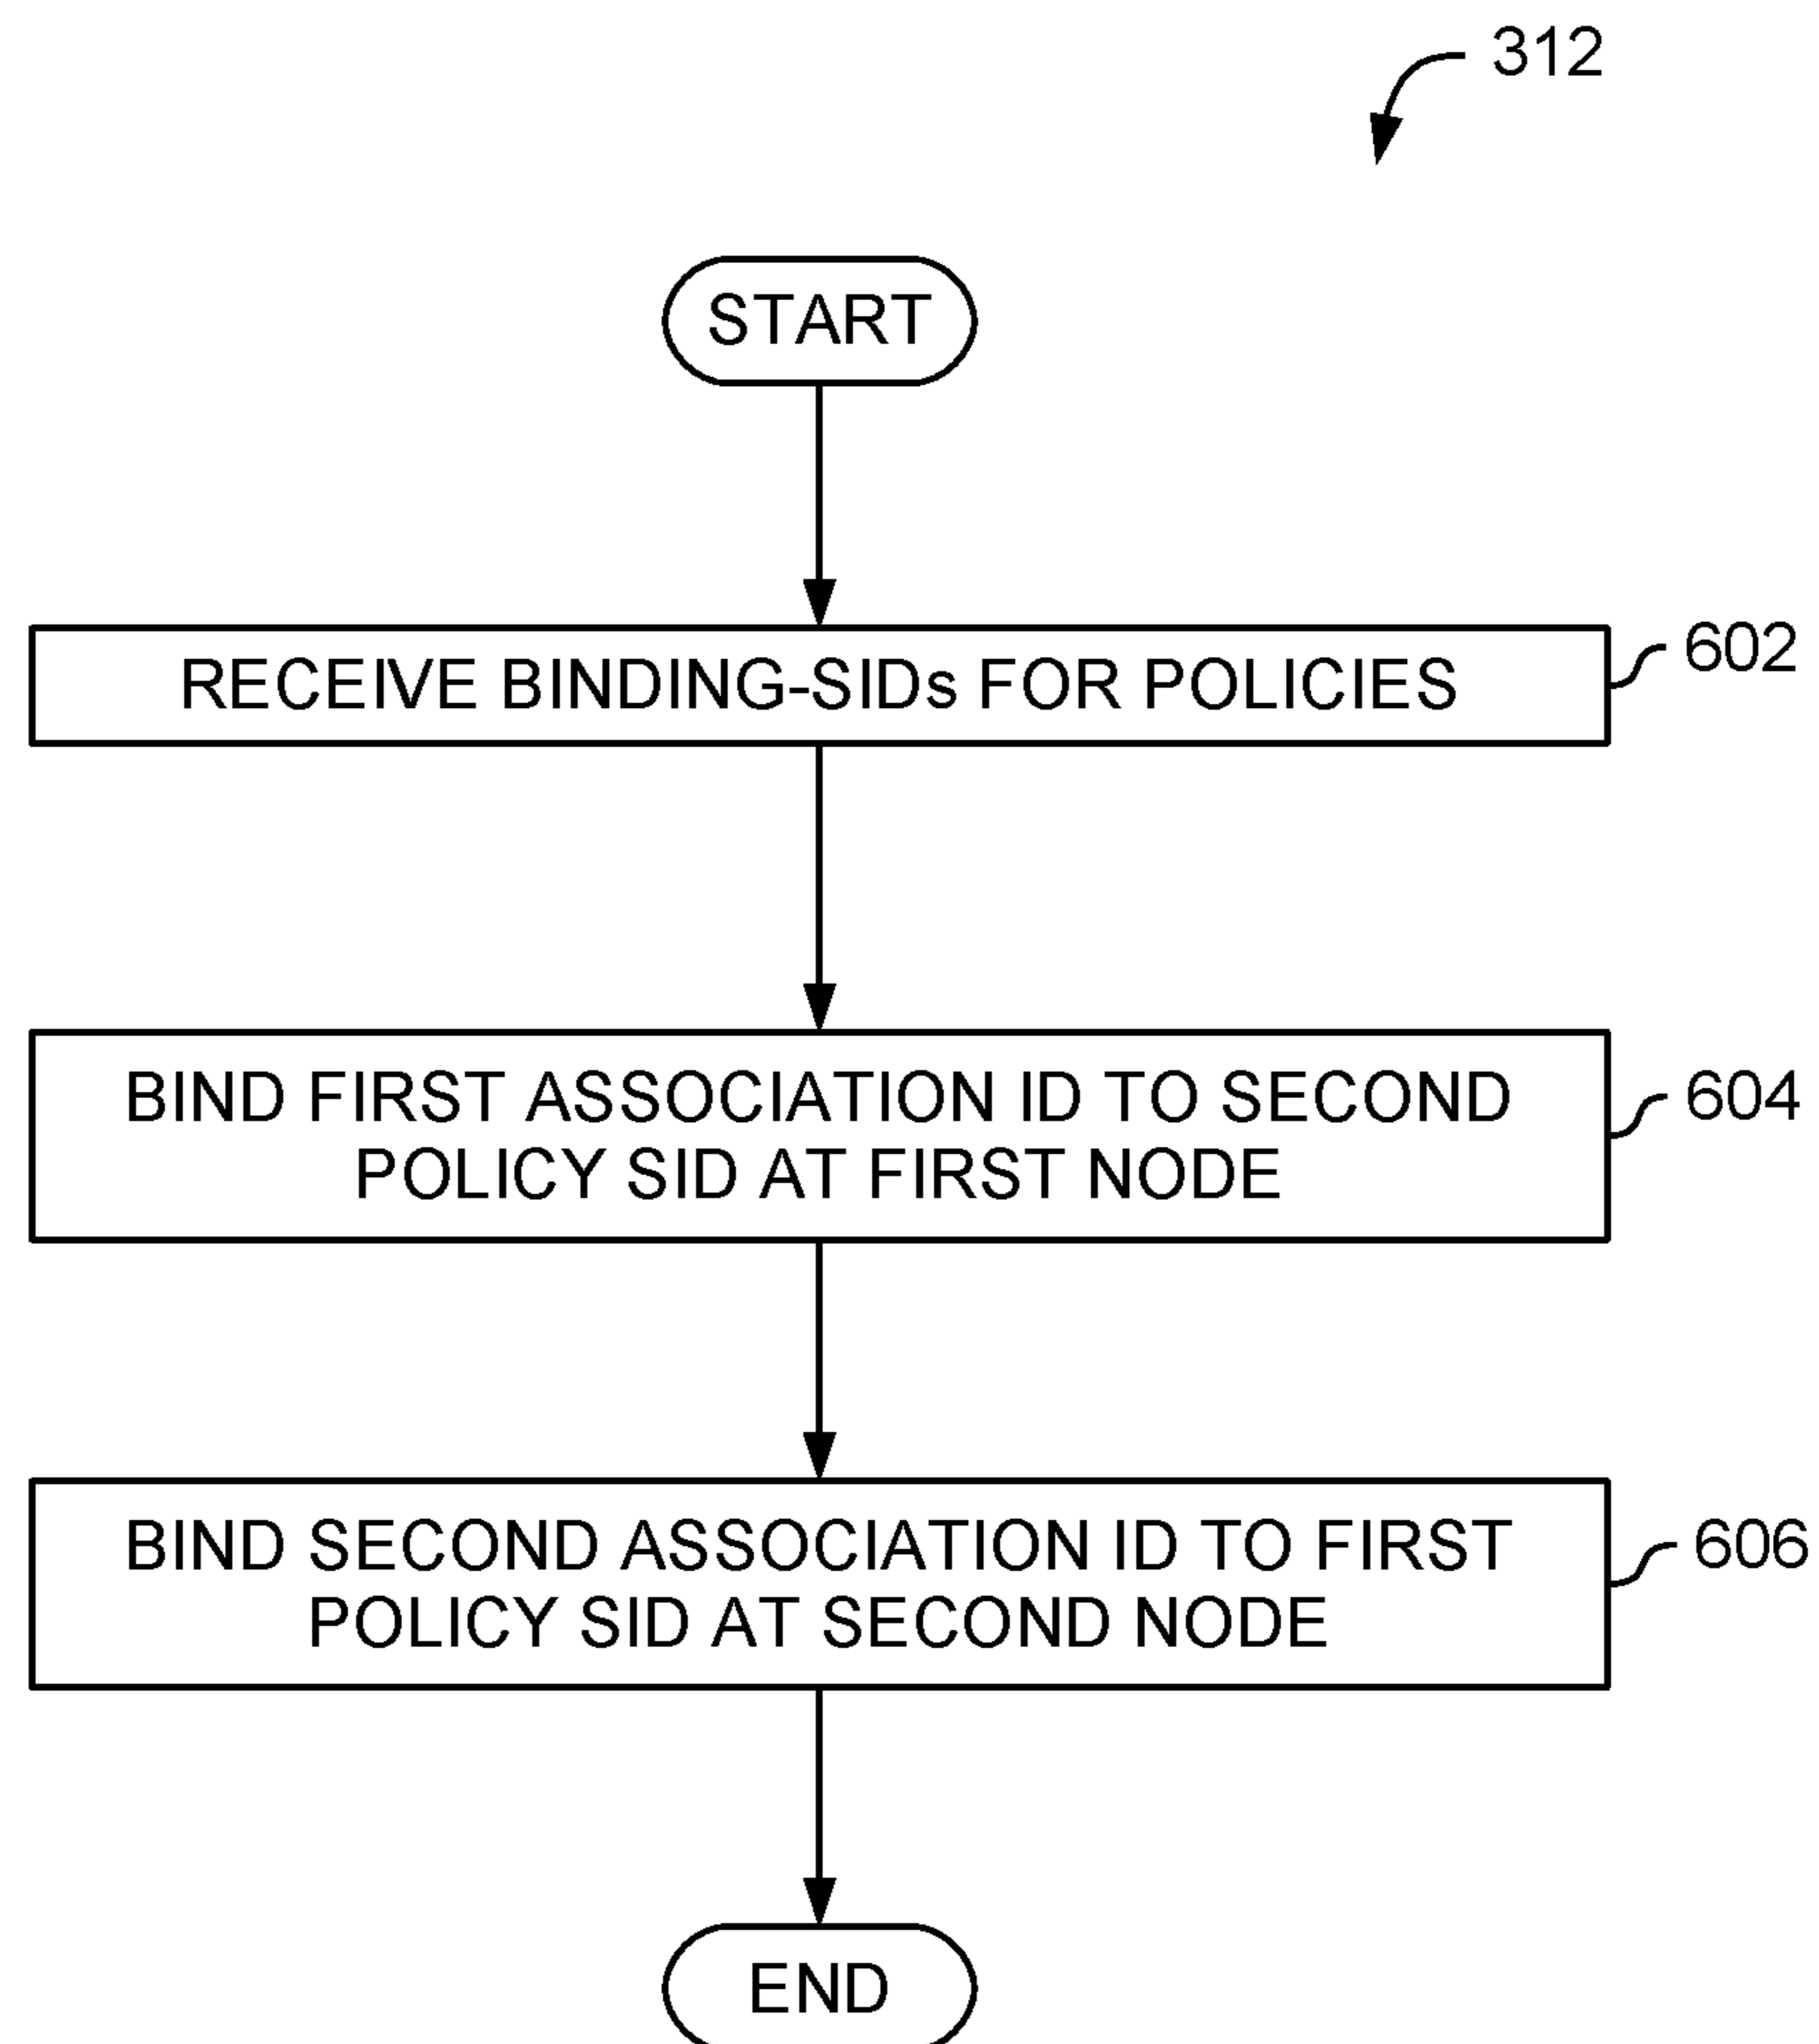 312
START
RECEIVE BINDING-SIDs FOR POLICIES
602
BIND FIRST ASSOCIATION ID TO SECOND
POLICY SID AT FIRST NODE
604
BIND SECOND ASSOCIATION ID TO FIRST
POLICY SID AT SECOND NODE
606
END